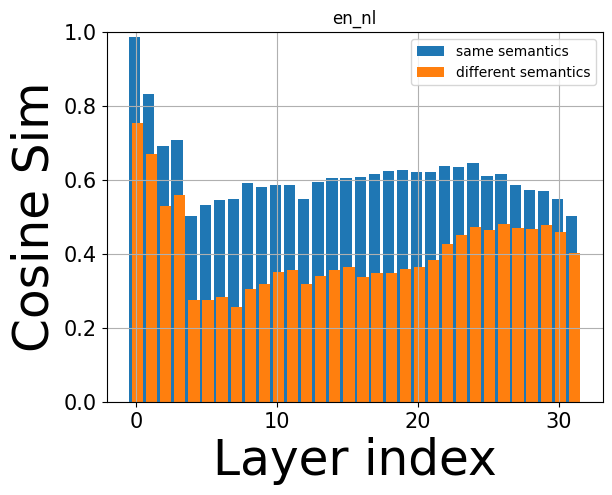 en_nl
same semantics
different semantics
Cosine Sim
1.0
0.8
0.6
0.4
0.2
0.0
0 10 20 30
Layer index